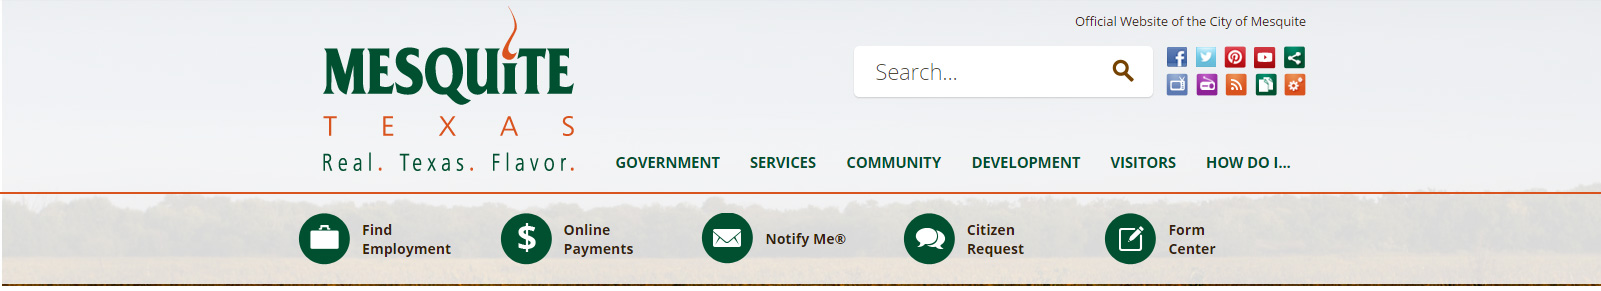 Official Website of the City of Mesquite
MESQUiTE
TEXAS
Real. Texas. Flavor.
Search...
GOVERNMENT SERVICES COMMUNITY DEVELOPMENT VISITORS HOW DO I...
Find
Employment
Online
Payments
Notify Me®
Citizen
Request
Form
Center